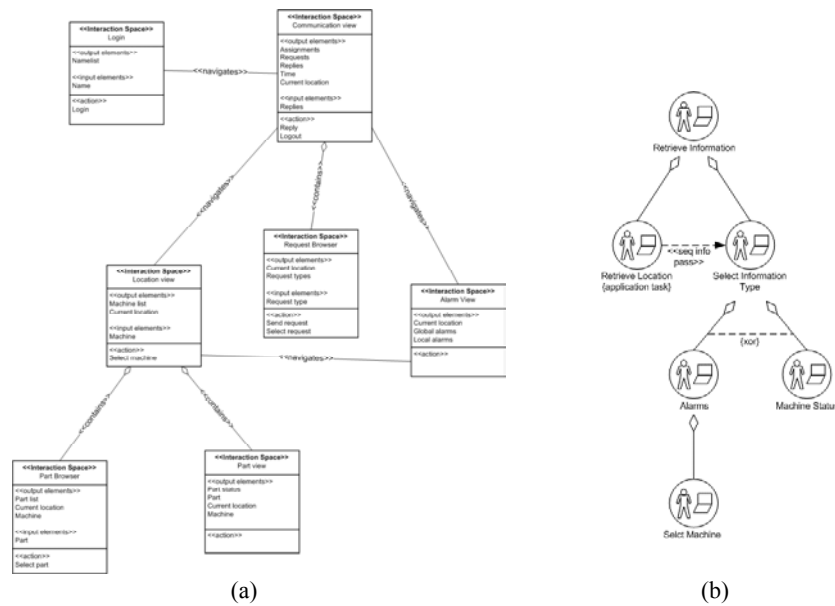 <<Interaction Space>>
Login
<<output elements>>
Namelist
<<input elements>>
Name
<<action>>
Login
<<navigates>>
<<Interaction Space>>
Communication view
<<output elements>>
Assignments
Requests
Replies
Time
Current location
<<input elements>>
Replies
<<action>>
Reply
Logout
<<navigates>>
<<contains>>
<<navigates>>
<<Interaction Space>>
Request Browser
<<output elements>>
Current location
Request types
<<input elements>>
Request type
<<action>>
Send request
Select request
<<Interaction Space>>
Location view
<<output elements>>
Machine list
Current location
<<input elements>>
Machine
<<action>>
Select machine
<<Interaction Space>>
Alarm View
<<output elements>>
Current location
Global alarms
Local alarms
<<action>>
<<navigates>>
<<contains>>
<<contains>>
<<Interaction Space>>
Part Browser
<<output elements>>
Part list
Current location
Machine
<<input elements>>
Part
<<action>>
Select part
<<Interaction Space>>
Part view
<<output elements>>
Part status
Part
Current location
Machine
<<action>>
(a)
Retrieve Information
<<seq info
pass>>
Retrieve Location
{application task}
Select Information
Type
{xor}
Alarms
Machine Statu
Selct Machine
(b)